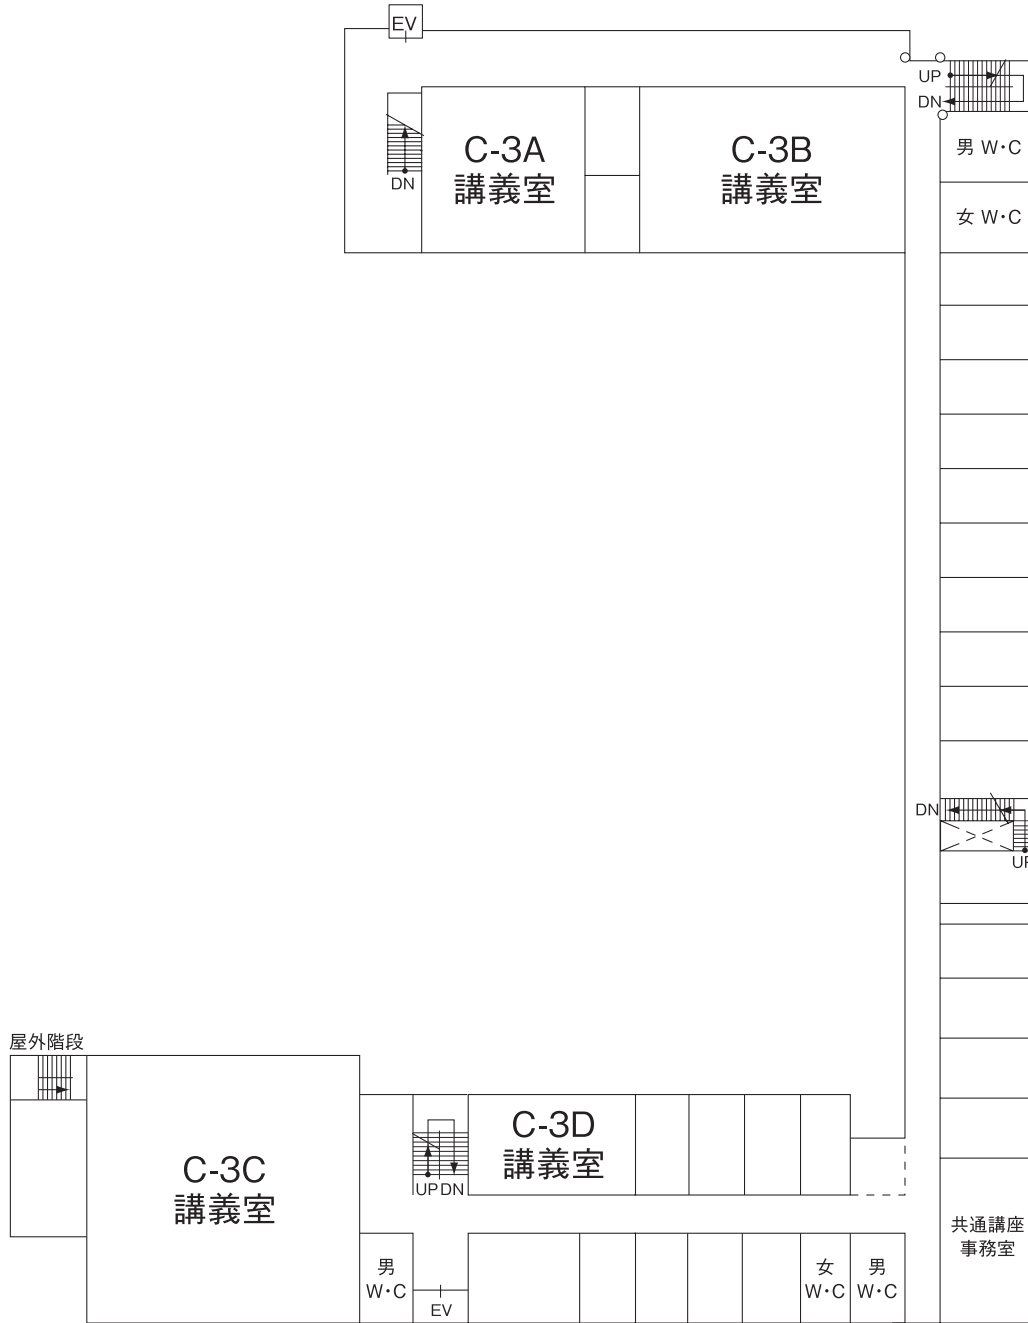 EV
UP
DN
C-3A
講義室
C-3B
講義室
男 W・C
DN
女 W・C
DN
UP
屋外階段
C-3D
講義室
C-3C
講義室
UP DN
共通講座
事務室
男
W・C
EV
女
W・C
男
W・C